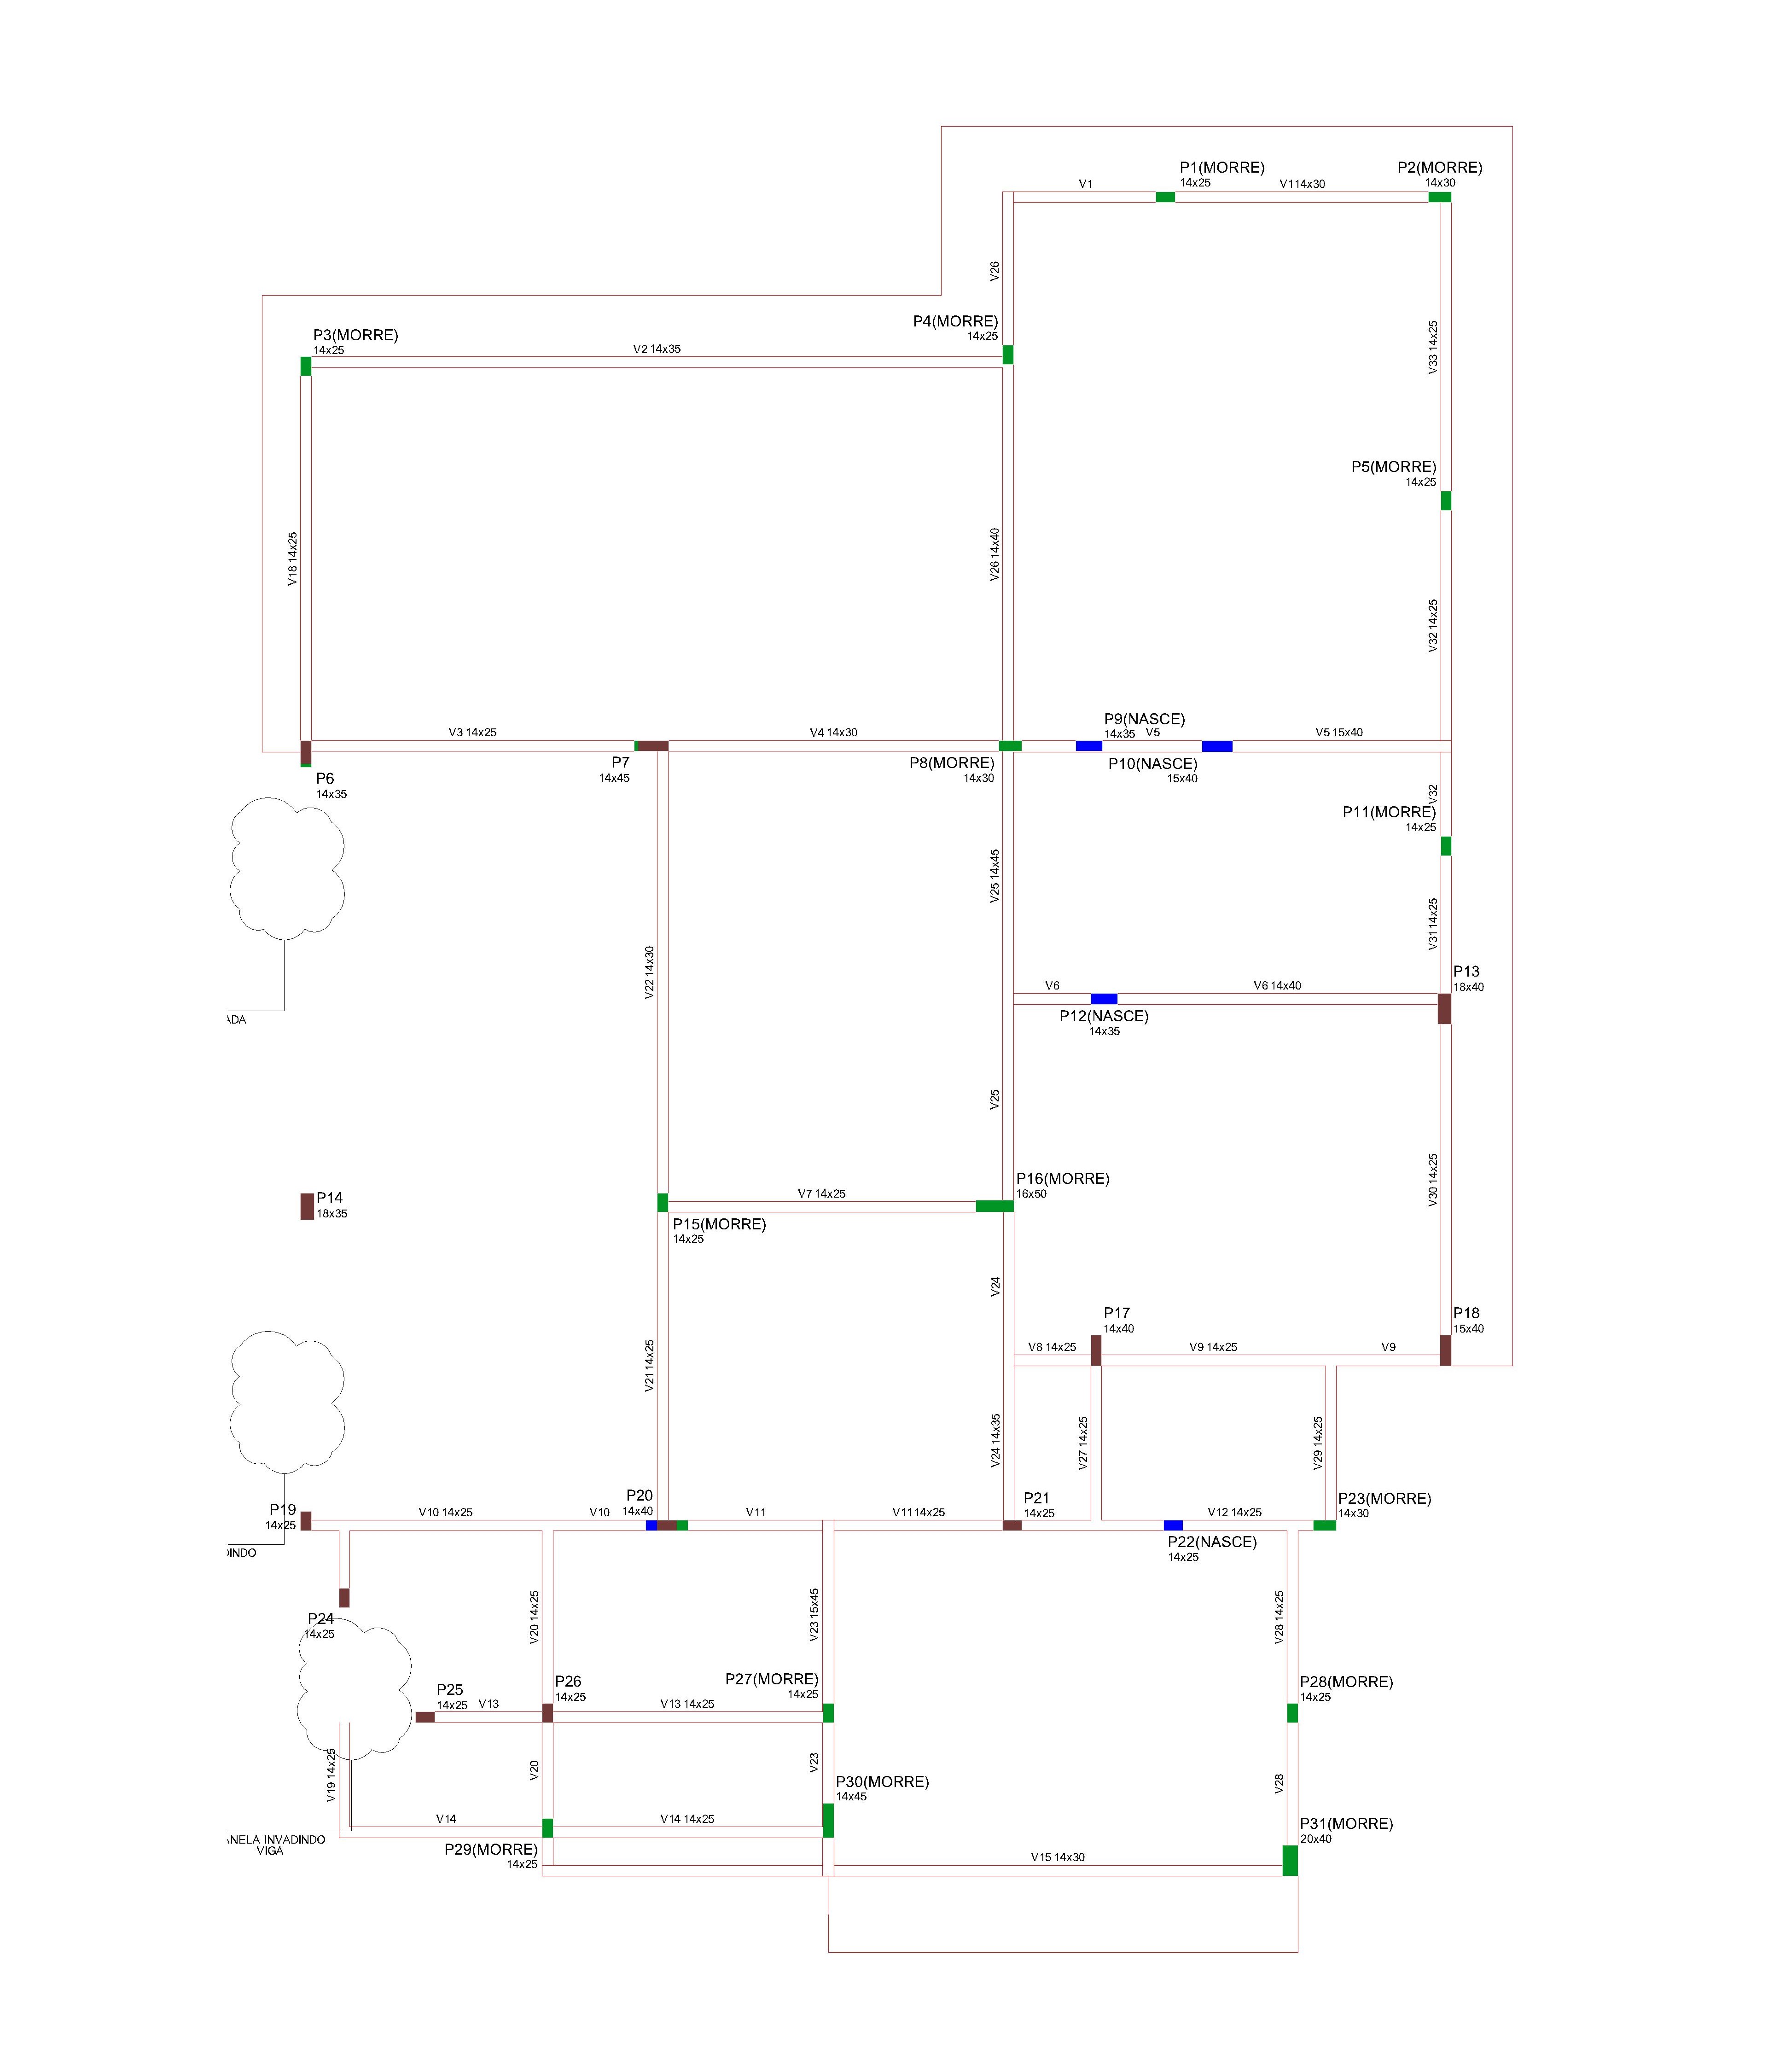 P1(MORRE)
14x25
P2(MORRE)
14x30
V1
V114x30
V26
P4(MORRE)
14x25
P3(MORRE)
14x25
V2 14x35
V33 14x25
P5(MORRE)
14x25
V18 14x25
V26 14x40
V32 14x25
P9(NASCE)
14x35
V5
V3 14x25
V4 14x30
V5 15x40
P6
14x35
P7
14x45
P8(MORRE)
14x30
P10(NASCE)
15x40
V32
P11(MORRE)
14x25
V25 14x45
V31 14x25
V22 14x30
P13
18x40
V6
V6 14x40
P12(NASCE)
14x35
ADA
V25
V30 14x25
P16(MORRE)
16x50
V7 14x25
P14
18x35
P15(MORRE)
14x25
V24
P17
14x40
P18
15x40
V8 14x25
V9 14x25
V9
V21 14x25
V24 14x35
V27 14x25
V29 14x25
P19
14x25
V10 14x25
V10
P20
14x40
V11
V11 14x25
P21
14x25
V12 14x25
P23(MORRE)
14x30
P22(NASCE)
14x25
INDO
P24
14x25
V20 14x25
V23 15x45
V28 14x25
P25
14x25
V13
P26
14x25
V13 14x25
P27(MORRE)
14x25
P28(MORRE)
14x25
V19 14x25
V20
V23
V28
P30(MORRE)
14x45
V14
V14 14x25
P31(MORRE)
20x40
ANELA INVADINDO
VIGA
P29(MORRE)
14x25
V15 14x30